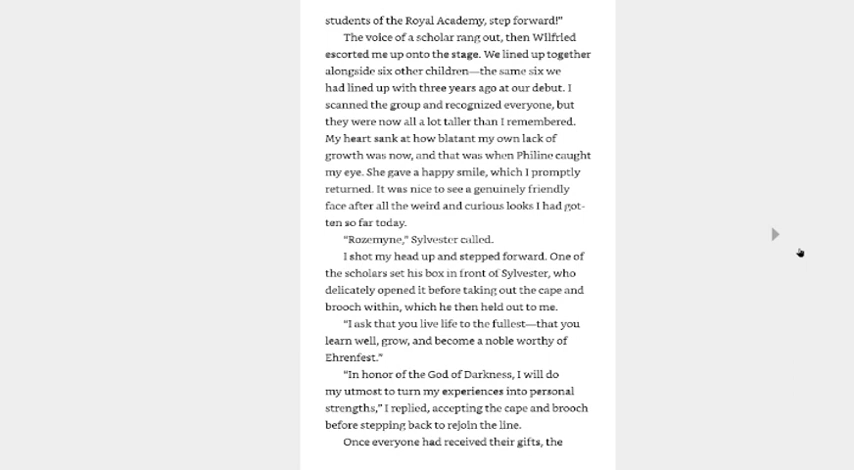 students of the Royal Academy, step forward!”
The voice of a scholar rang out, then Wilfried
escorted me up onto the stage. We lined up together
alongside six other children—the same six we
had lined up with three years ago at our debut. I
scanned the group and recognized everyone, but
they were now all a lot taller than I remembered.
My heart sank at how blatant my own lack of
growth was now, and that was when Philine caught
my eye. She gave a happy smile, which I promptly
returned. It was nice to see a genuinely friendly
face after all the weird and curious looks I had got-
ten so far today.
“Rozemyne,” Sylvester called.
I shot my head up and stepped forward. One of
the scholars set his box in front of Sylvester, who
delicately opened it before taking out the cape and
brooch within, which he then held out to me.
“I ask that you live life to the fullest—that you
learn well, grow, and become a noble worthy of
Ehrenfest.”
“In honor of the God of Darkness, I will do
my utmost to turn my experiences into personal
strengths,” I replied, accepting the cape and brooch
before stepping back to rejoin the line.
Once everyone had received their gifts, the